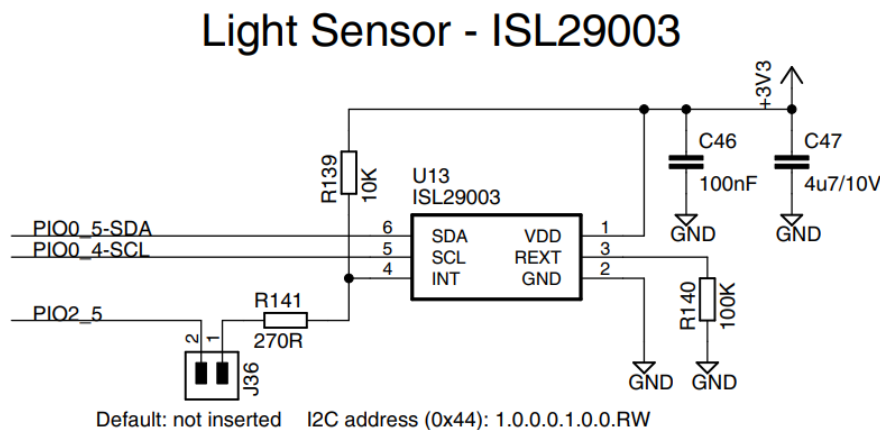 Light Sensor - ISL29003
+3V3
C46
100nF
C47
4u7/10V
GND
GND
R139
10K
U13
ISL29003
PIO0_5-SDA
6
SDA
VDD
1
PIO0_4-SCL
5
SCL
REXT
3
4
INT
GND
2
PIO2_5
R141
270R
R140
100K
2
1
J36
GND
GND
Default: not inserted
I2C address (0x44): 1.0.0.0.1.0.0.RW